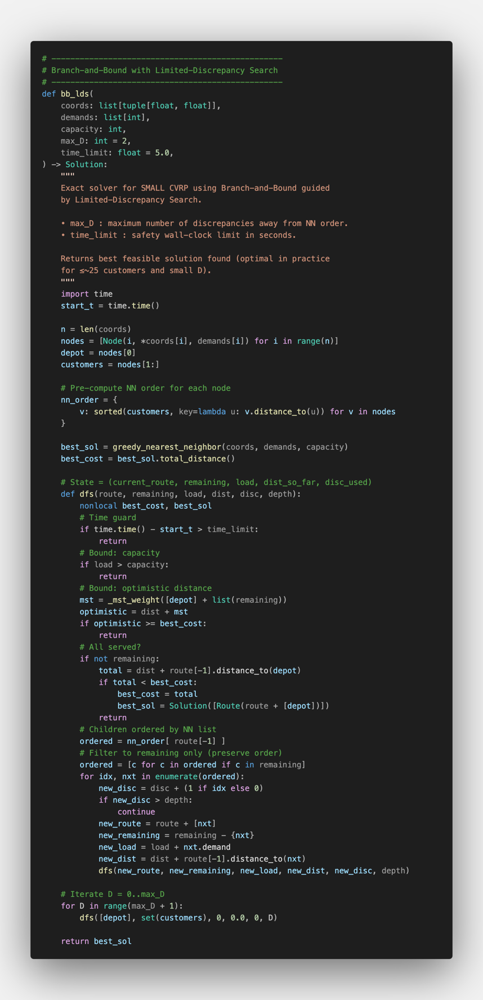 # -------------------------------------------------
# Branch-and-Bound with Limited-Discrepancy Search
# -------------------------------------------------
def bb_lds(
    coords: list[tuple[float, float]],
    demands: list[int],
    capacity: int,
    max_D: int = 2,
    time_limit: float = 5.0,
) -> Solution:
    """
    Exact solver for SMALL CVRP using Branch-and-Bound guided
    by Limited-Discrepancy Search.

    • max_D : maximum number of discrepancies away from NN order.
    • time_limit : safety wall-clock limit in seconds.

    Returns best feasible solution found (optimal in practice
    for ≤~25 customers and small D).
    """
    import time
    start_t = time.time()

    n = len(coords)
    nodes = [Node(i, *coords[i], demands[i]) for i in range(n)]
    depot = nodes[0]
    customers = nodes[1:]

    # Pre-compute NN order for each node
    nn_order = {
        v: sorted(customers, key=lambda u: v.distance_to(u)) for v in nodes
    }

    best_sol = greedy_nearest_neighbor(coords, demands, capacity)
    best_cost = best_sol.total_distance()

    # State = (current_route, remaining, load, dist_so_far, disc_used)
    def dfs(route, remaining, load, dist, disc, depth):
        nonlocal best_cost, best_sol
        # Time guard
        if time.time() - start_t > time_limit:
            return
        # Bound: capacity
        if load > capacity:
            return
        # Bound: optimistic distance
        mst = _mst_weight([depot] + list(remaining))
        optimistic = dist + mst
        if optimistic >= best_cost:
            return
        # All served?
        if not remaining:
            total = dist + route[-1].distance_to(depot)
            if total < best_cost:
                best_cost = total
                best_sol = Solution([Route(route + [depot])])
            return
        # Children ordered by NN list
        ordered = nn_order[ route[-1] ]
        # Filter to remaining only (preserve order)
        ordered = [c for c in ordered if c in remaining]
        for idx, nxt in enumerate(ordered):
            new_disc = disc + (1 if idx else 0)
            if new_disc > depth:
                continue
            new_route = route + [nxt]
            new_remaining = remaining - {nxt}
            new_load = load + nxt.demand
            new_dist = dist + route[-1].distance_to(nxt)
            dfs(new_route, new_remaining, new_load, new_dist, new_disc, depth)

    # Iterate D = 0..max_D
    for D in range(max_D + 1):
        dfs([depot], set(customers), 0, 0.0, 0, D)

    return best_sol